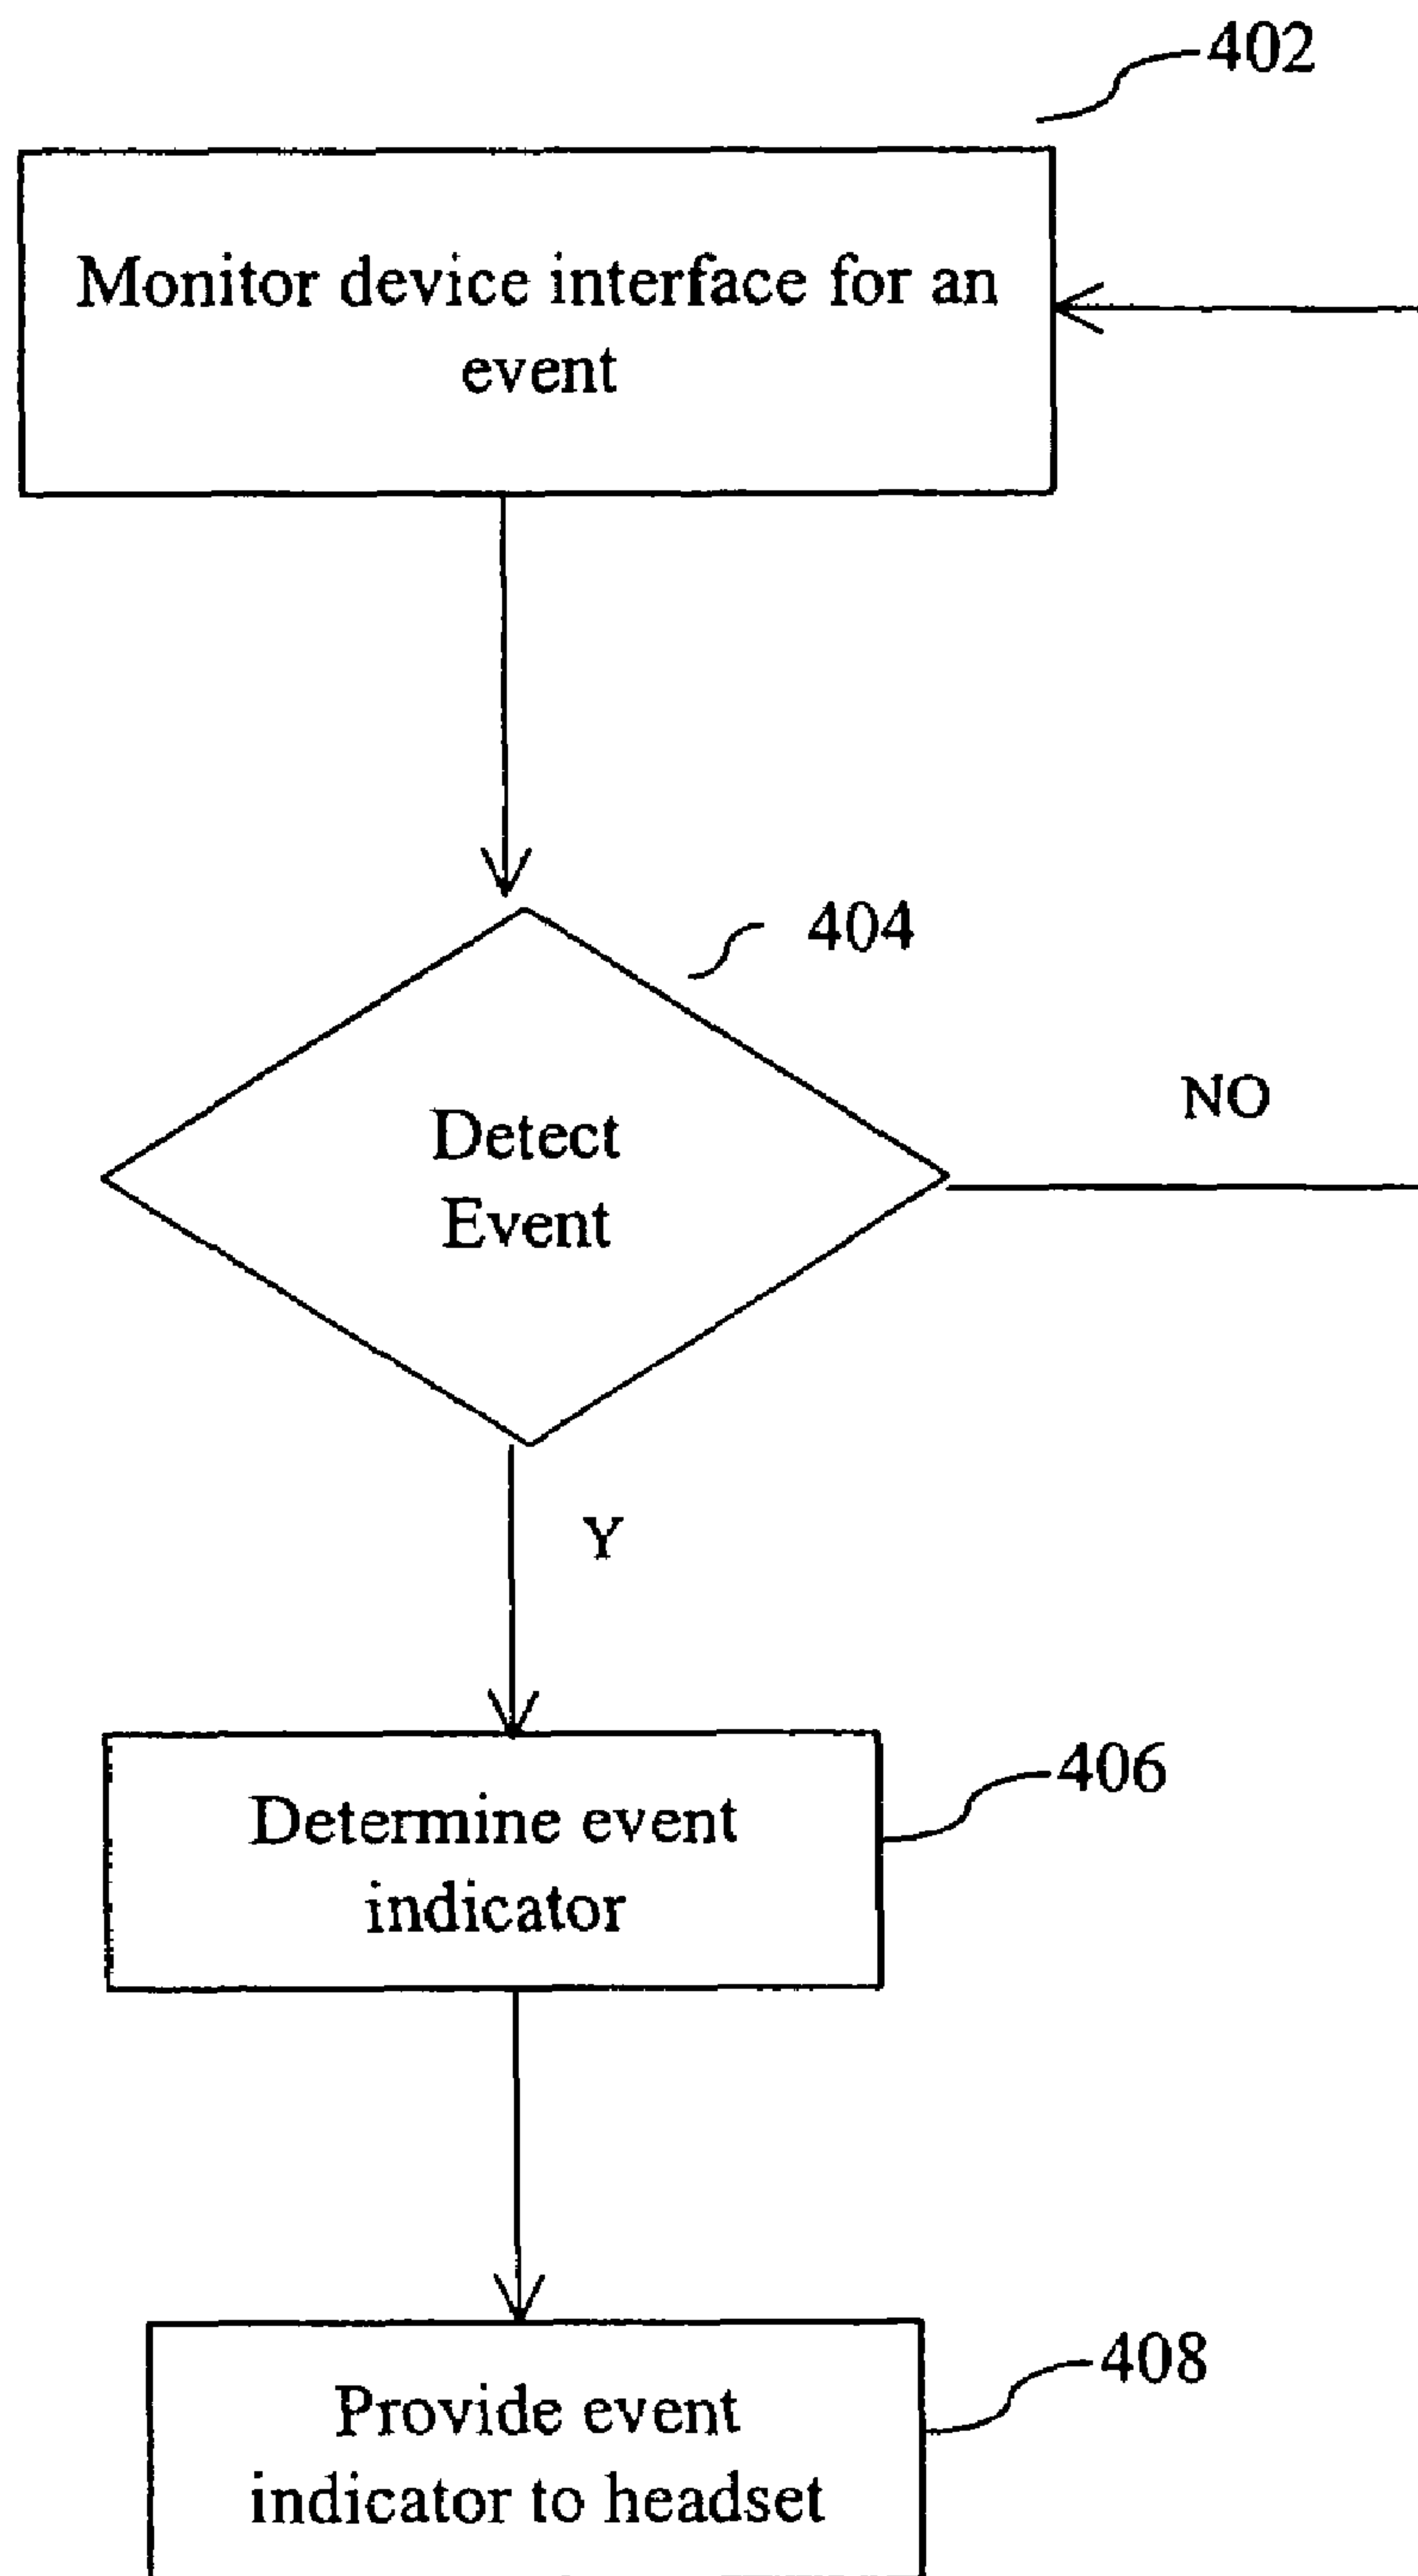 402
Monitor device interface for an
event
404
Detect
Event
NO
Y
406
Determine event
indicator
408
Provide event
indicator to headset